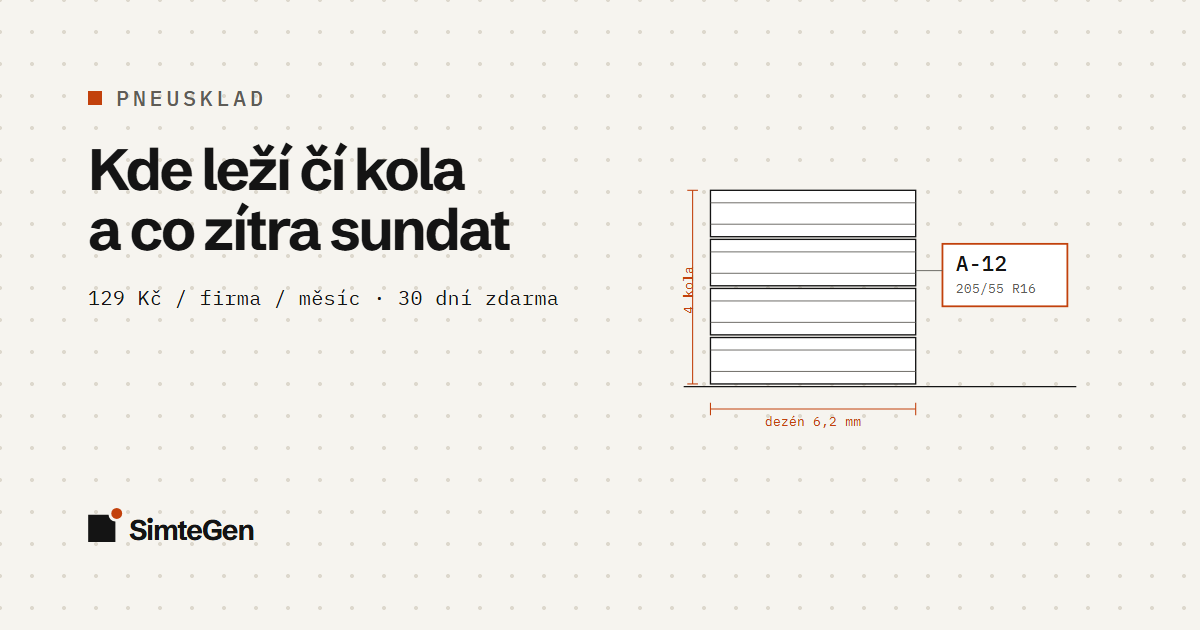 PNEUSKLAD
Kde leží čí kola
a co zítra sundat
129 Kč / firma / měsíc · 30 dní zdarma
4 kola
A-12
205/55 R16
dezén 6,2 mm
SimteGen